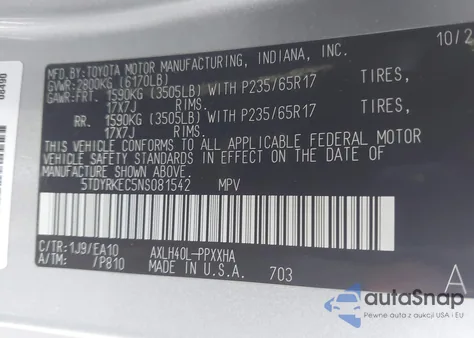 08490
MFD.BY:TOYOTA MOTOR MANUFACTURING, INDIANA, INC. 10/2
GVWR:2800KG (6170LB)
GAWR:FRT. 1590KG (3505LB) WITH P235/65R17 TIRES,
17X7J RIMS.
RR. 1590KG (3505LB) WITH P235/65R17 TIRES,
17X7J RIMS.
THIS VEHICLE CONFORMS TO ALL APPLICABLE FEDERAL MOTOR
VEHICLE SAFETY STANDARDS IN EFFECT ON THE DATE OF
MANUFACTURE SHOWN ABOVE.
5TDYRKEC5NS081542 MPV
C/TR:1J9/EA10 AXLH40L-PPXXHA
A/TM: /P810 MADE IN U.S.A. 703 A
autoSnap
Pewne auta z aukcji USA i EU